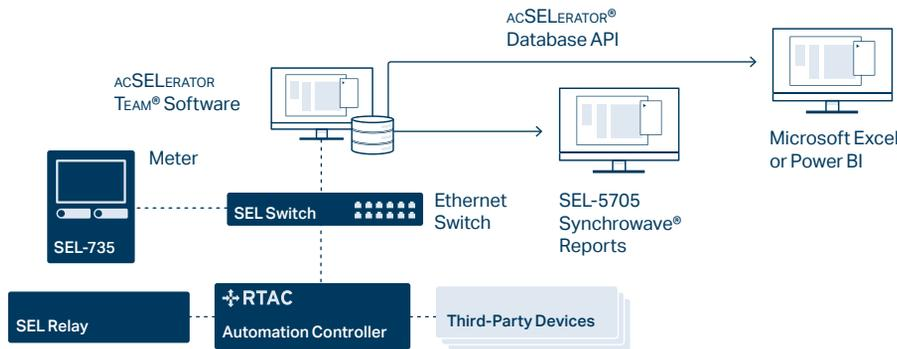 ACSELERATOR®
Database API
ACSELERATOR
TEAM® Software
Microsoft Excel
or Power BI
Meter
SEL-735
SEL Switch
Ethernet
Switch
SEL-5705
Synchrowave®
Reports
SEL Relay
RTAC
Automation Controller
Third-Party Devices